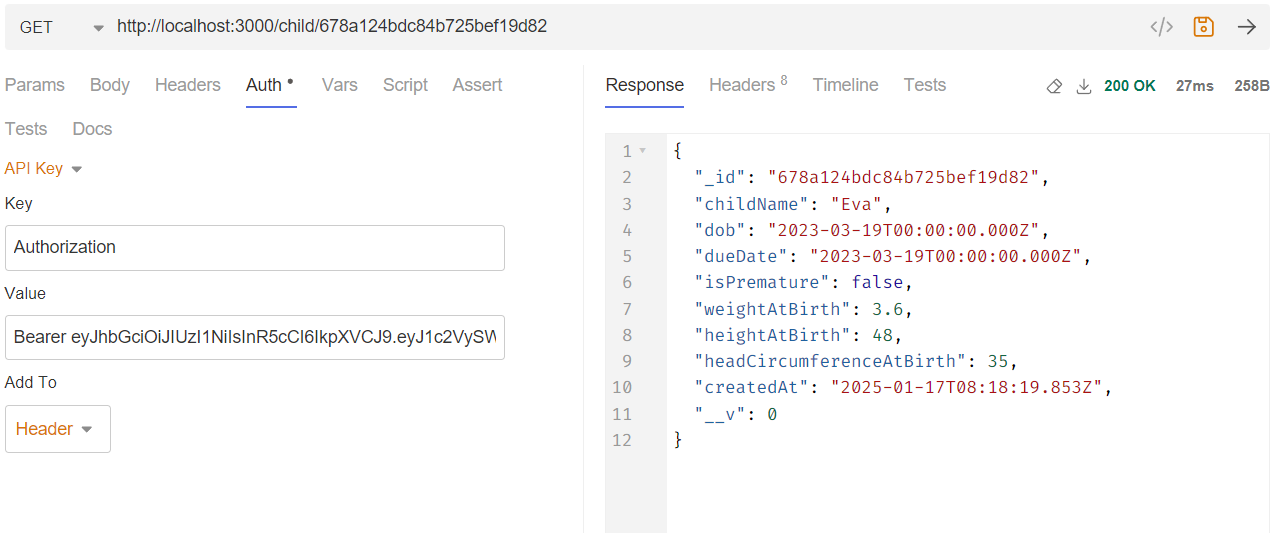 GET http://localhost:3000/child/678a124bdc84b725bef19d82 </>
Params Body Headers Auth Vars Script Assert
Tests Docs
API Key
Key
Authorization
Value
Bearer eyJhbGciOiJIUzI1NiIsInR5cCI6IkpXVCJ9.eyJ1c2VySW
Add To
Header
Response Headers 8 Timeline Tests 200 OK 27ms 258B
1 {
2 "_id": "678a124bdc84b725bef19d82",
3 "childName": "Eva",
4 "dob": "2023-03-19T00:00:00.000Z",
5 "dueDate": "2023-03-19T00:00:00.000Z",
6 "isPremature": false,
7 "weightAtBirth": 3.6,
8 "heightAtBirth": 48,
9 "headCircumferenceAtBirth": 35,
10 "createdAt": "2025-01-17T08:18:19.853Z",
11 "__v": 0
12 }